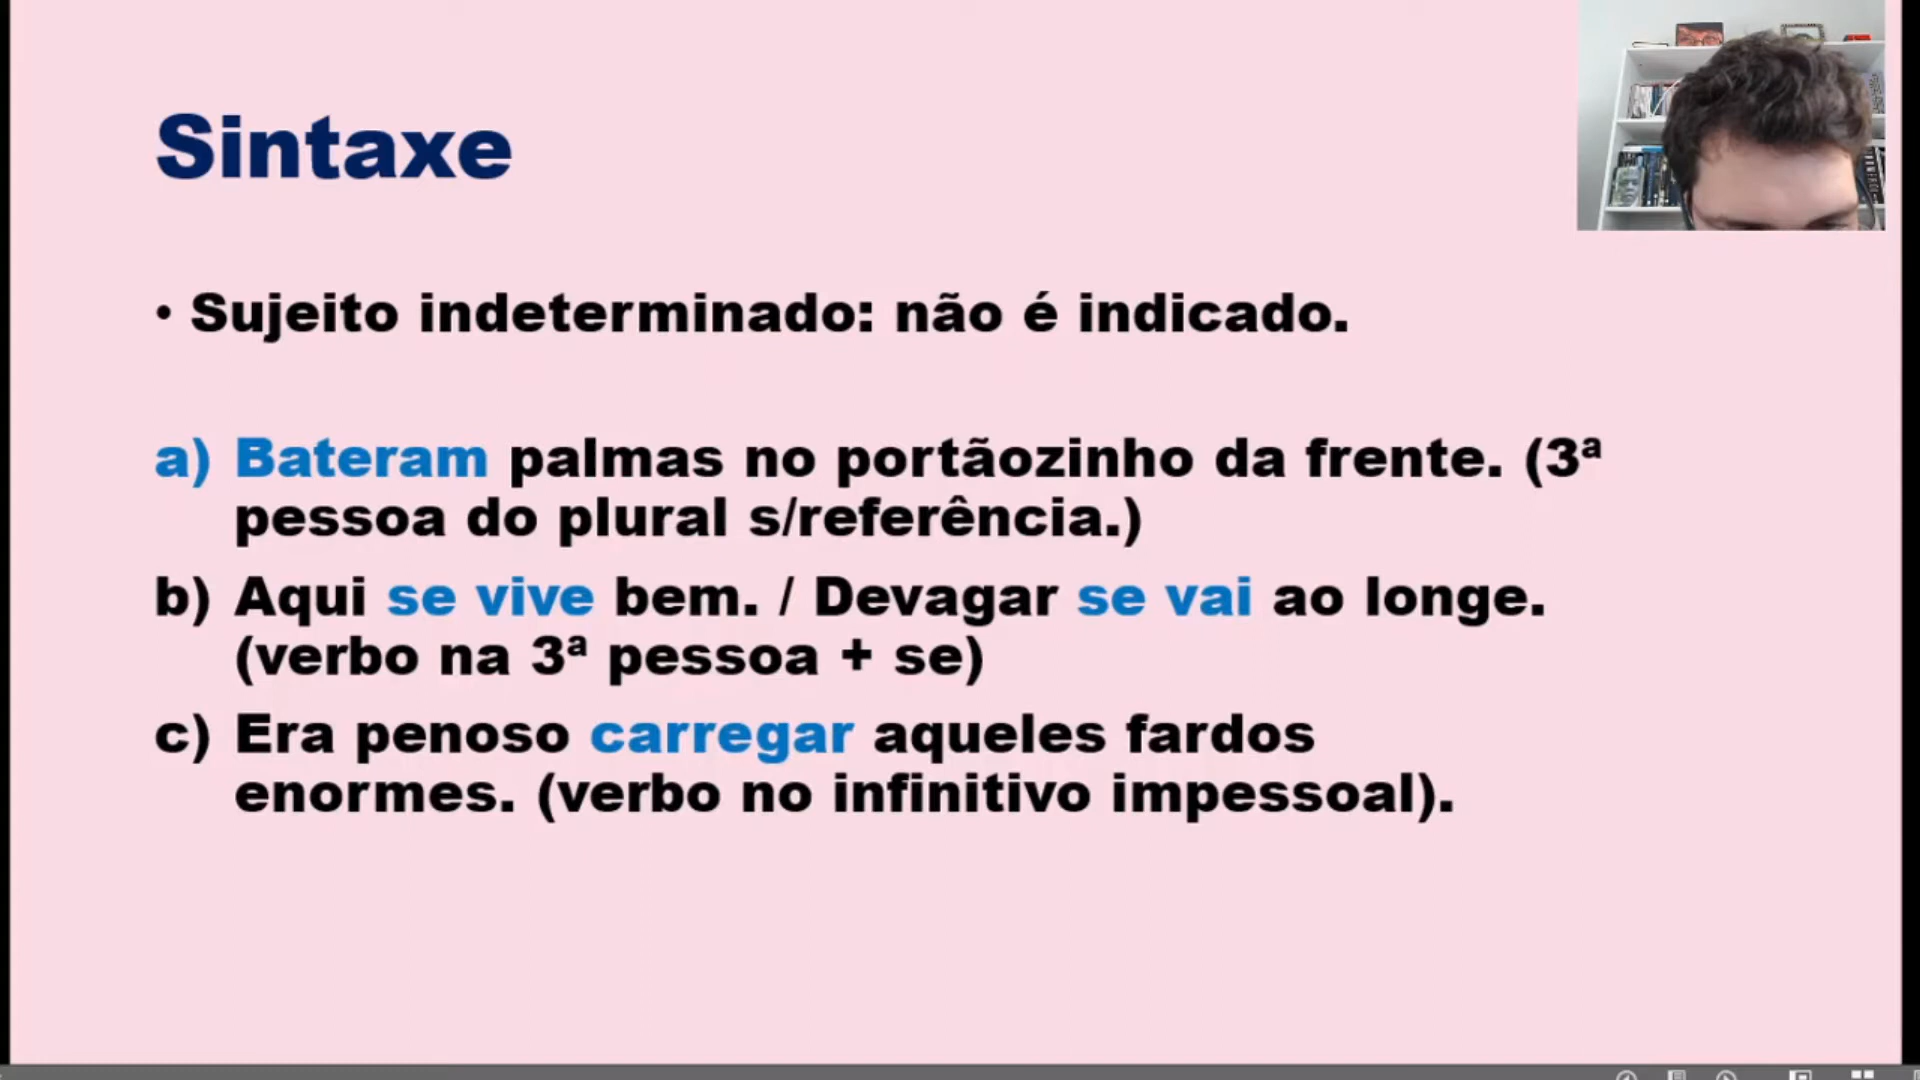 Sintaxe
• Sujeito indeterminado: não é indicado.
a) Bateram palmas no portãozinho da frente. (3ª
pessoa do plural s/referência.)
b) Aqui se vive bem. / Devagar se vai ao longe.
(verbo na 3ª pessoa + se)
c) Era penoso carregar aqueles fardos
enormes. (verbo no infinitivo impessoal).